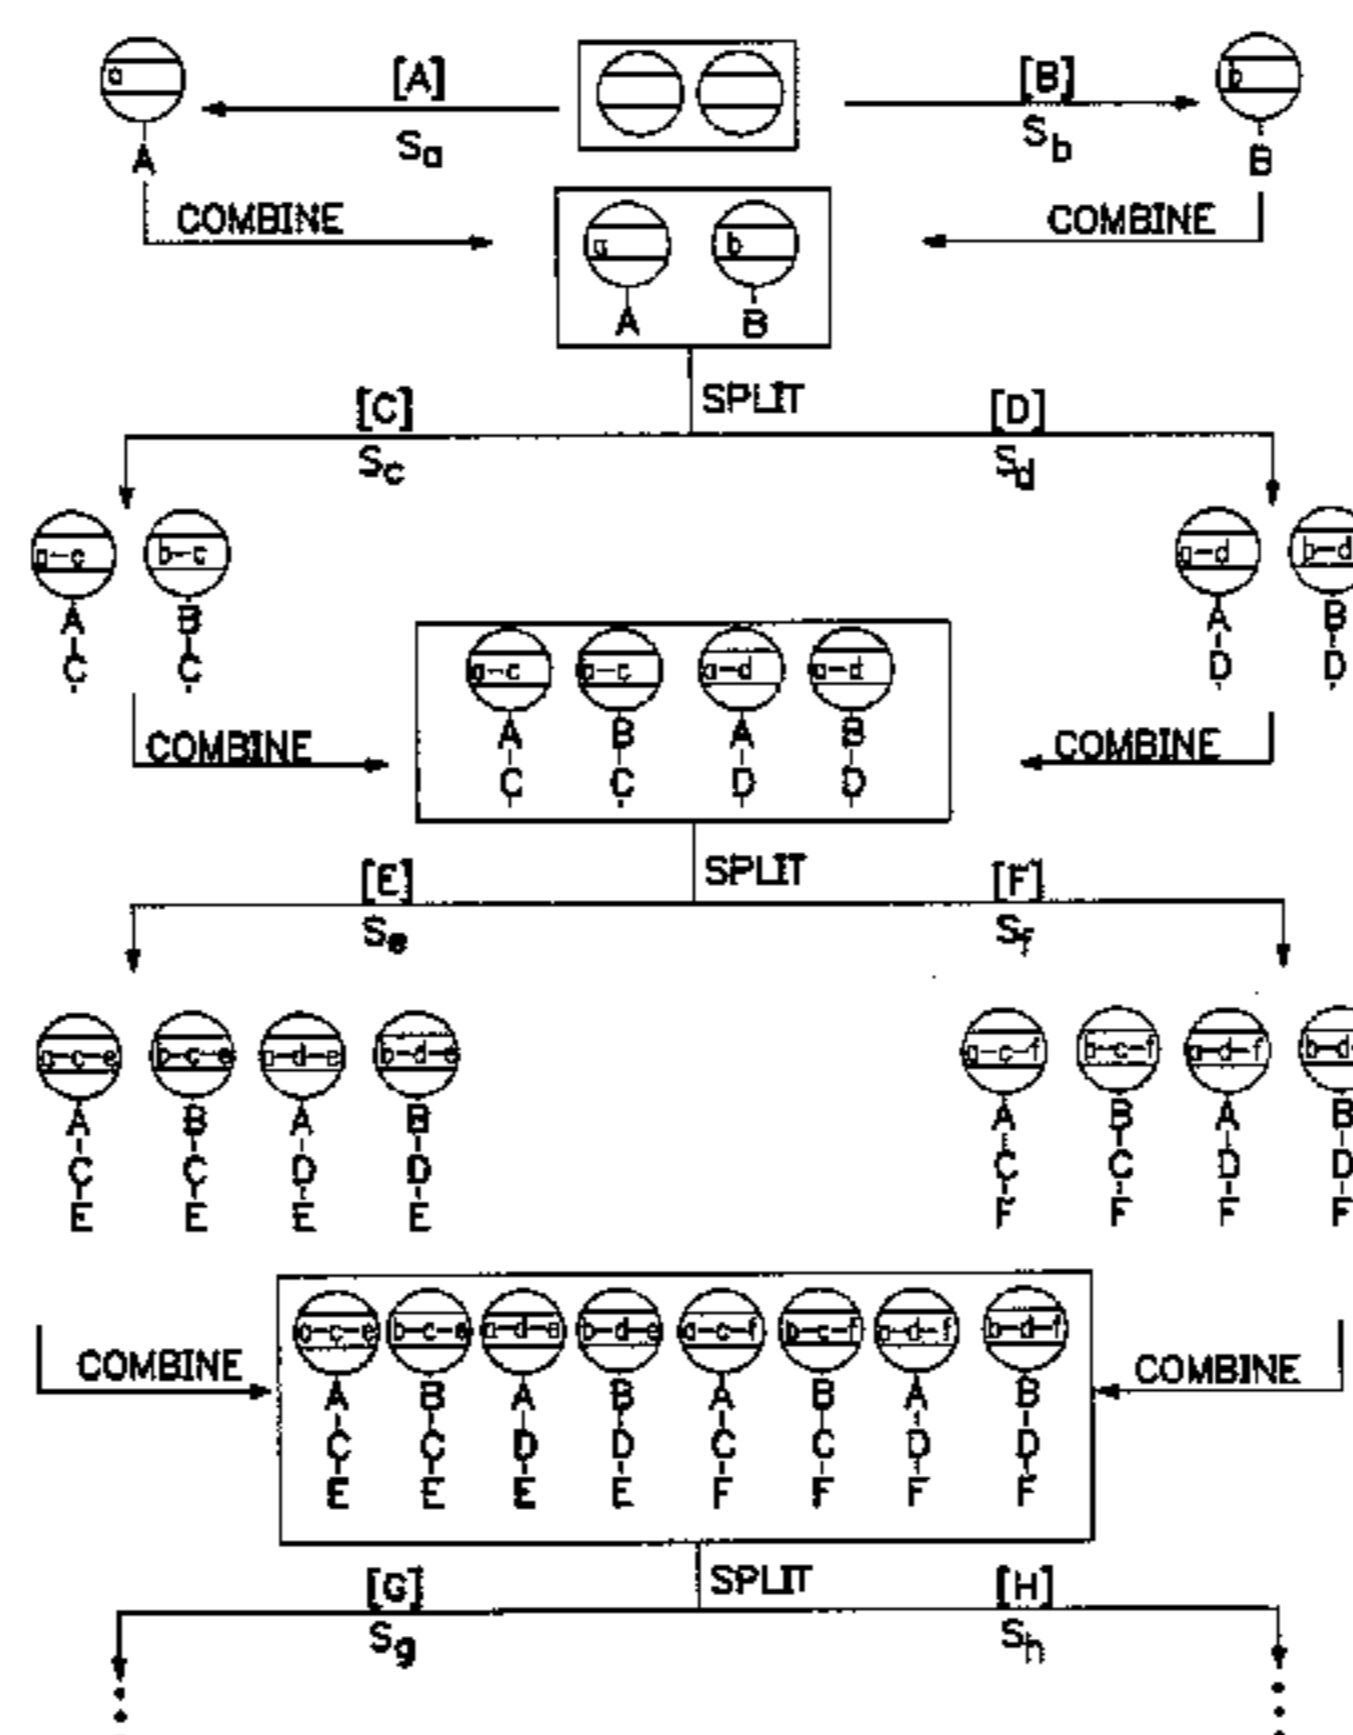 a [A] [B] b
Sa Sb
A B
COMBINE COMBINE
a b
A B
SPLIT
[C] [D]
Sc Sd
a-c b-c a-d b-d
A B A B
C C D D
a-c a-c a-d a-d
A B A B
C C D D
COMBINE COMBINE
SPLIT
[E] [F]
Se Sf
a-c-e b-c-e a-d-e b-d-e a-c-f b-c-f a-d-f b-d-
A B A B A B A B
C C D D C C D D
E E E E F F F F
a-c-e b-c-e a-d-e b-d-e a-c-f b-c-f a-d-f b-d-f
COMBINE COMBINE
A B A B A B A B
C C D D C C D D
E E E E F F F F
SPLIT
[G] [H]
Sg Sh